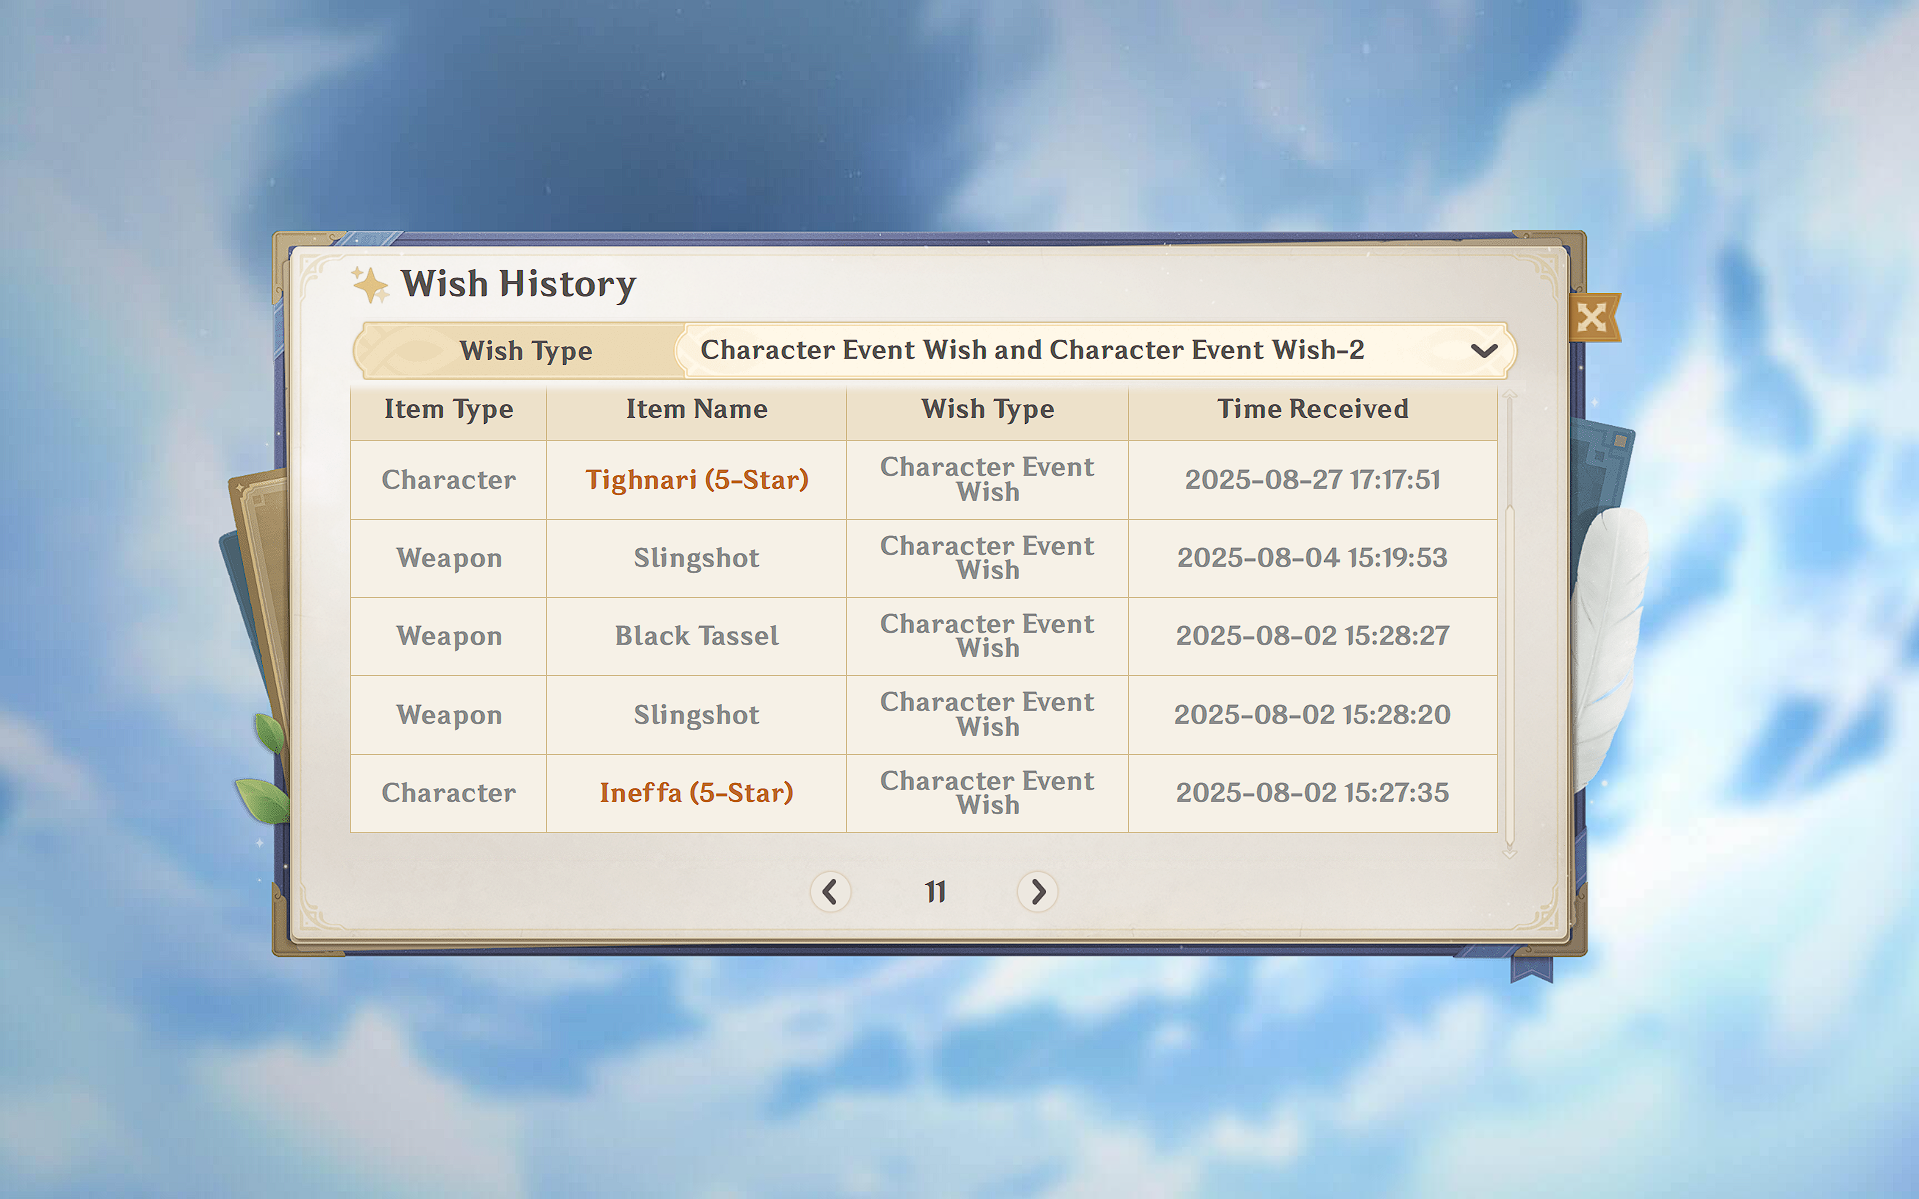 Wish History
Wish Type
Character Event Wish and Character Event Wish-2
Item Type Item Name Wish Type Time Received
Character Tighnari (5-Star) Character Event Wish 2025-08-27 17:17:51
Weapon Slingshot Character Event Wish 2025-08-04 15:19:53
Weapon Black Tassel Character Event Wish 2025-08-02 15:28:27
Weapon Slingshot Character Event Wish 2025-08-02 15:28:20
Character Ineffa (5-Star) Character Event Wish 2025-08-02 15:27:35
11